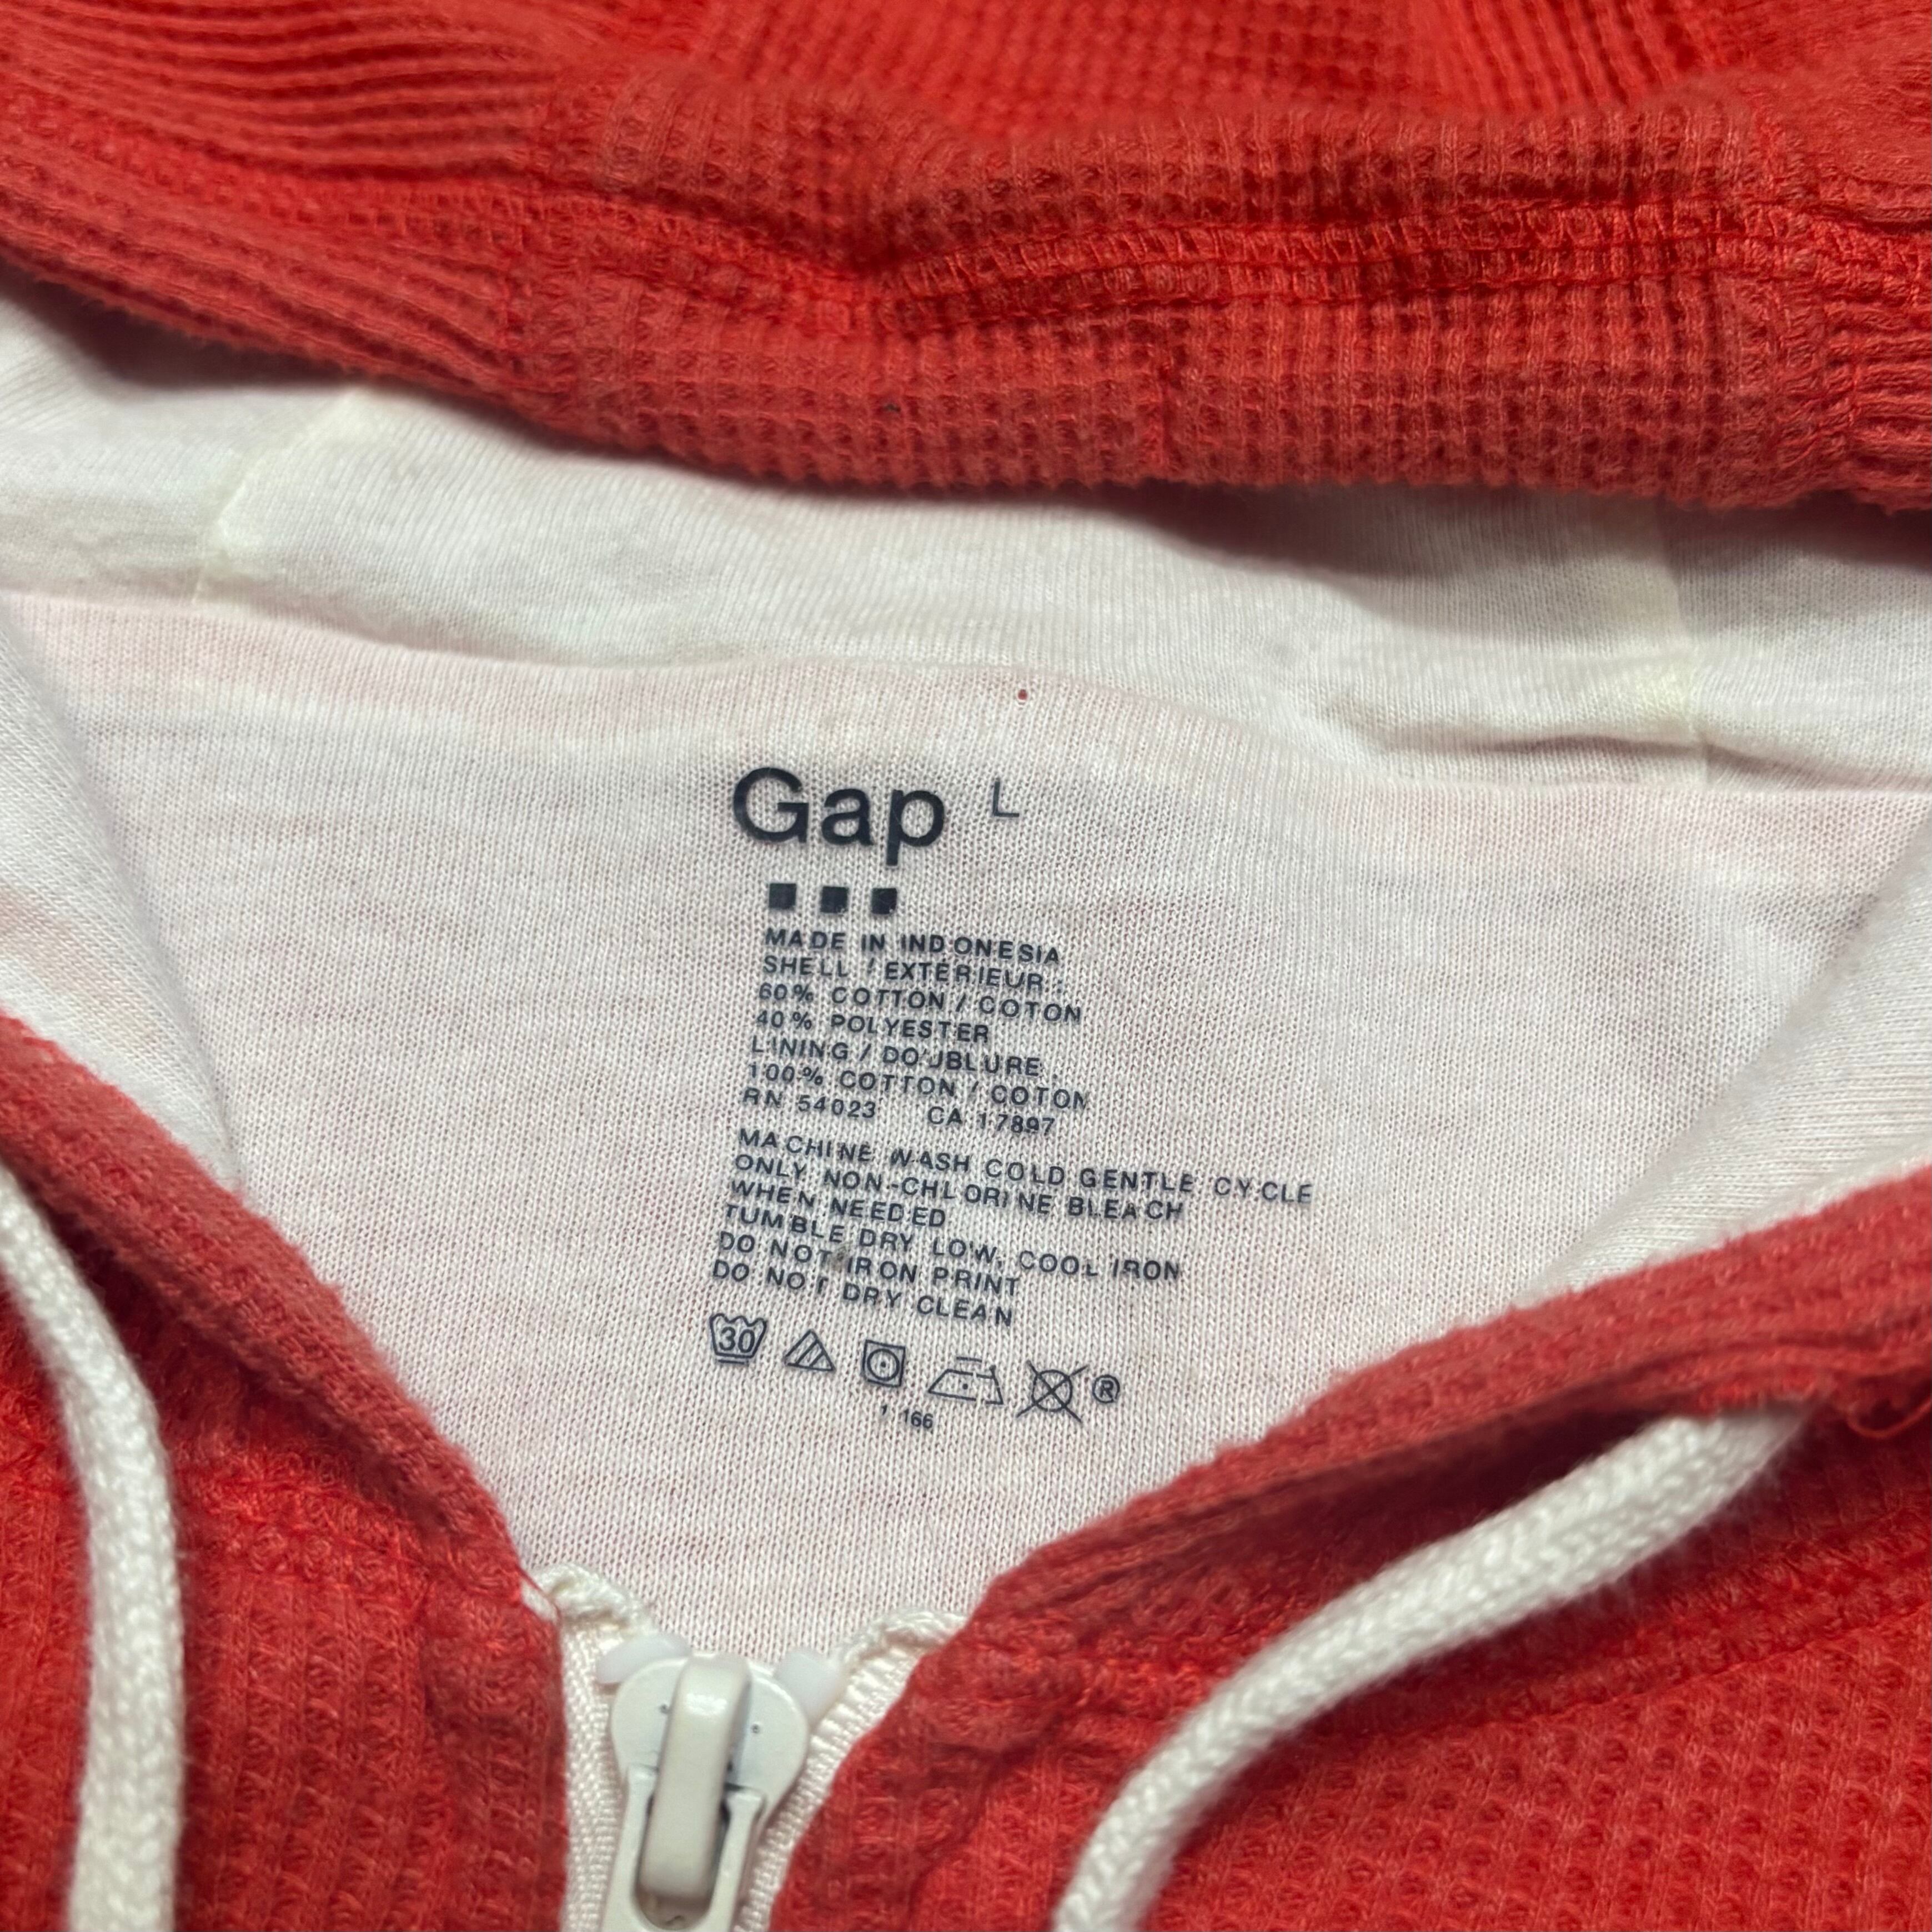 Gap L
MADE IN INDONESIA
SHELL / EXTÉRIEUR :
60% COTTON / COTON
40% POLYESTER
LINING / DOUBLURE :
100% COTTON / COTON
RN 54023 CA 17897
MACHINE WASH COLD GENTLE CYCLE
ONLY NON-CHLORINE BLEACH
WHEN NEEDED
TUMBLE DRY LOW, COOL IRON
DO NOT IRON PRINT
DO NOT DRY CLEAN
30 ®
1 166